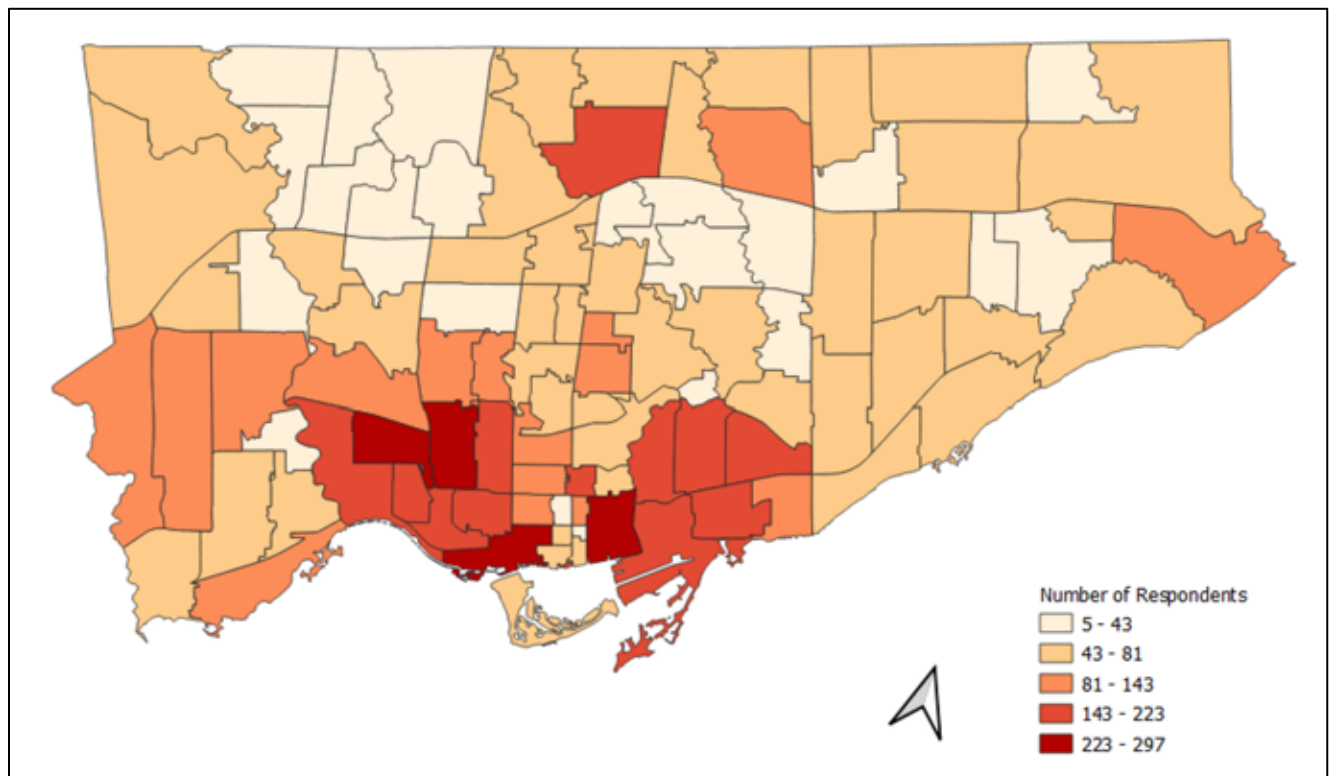 Number of Respondents
5 - 43
43 - 81
81 - 143
143 - 223
223 - 297